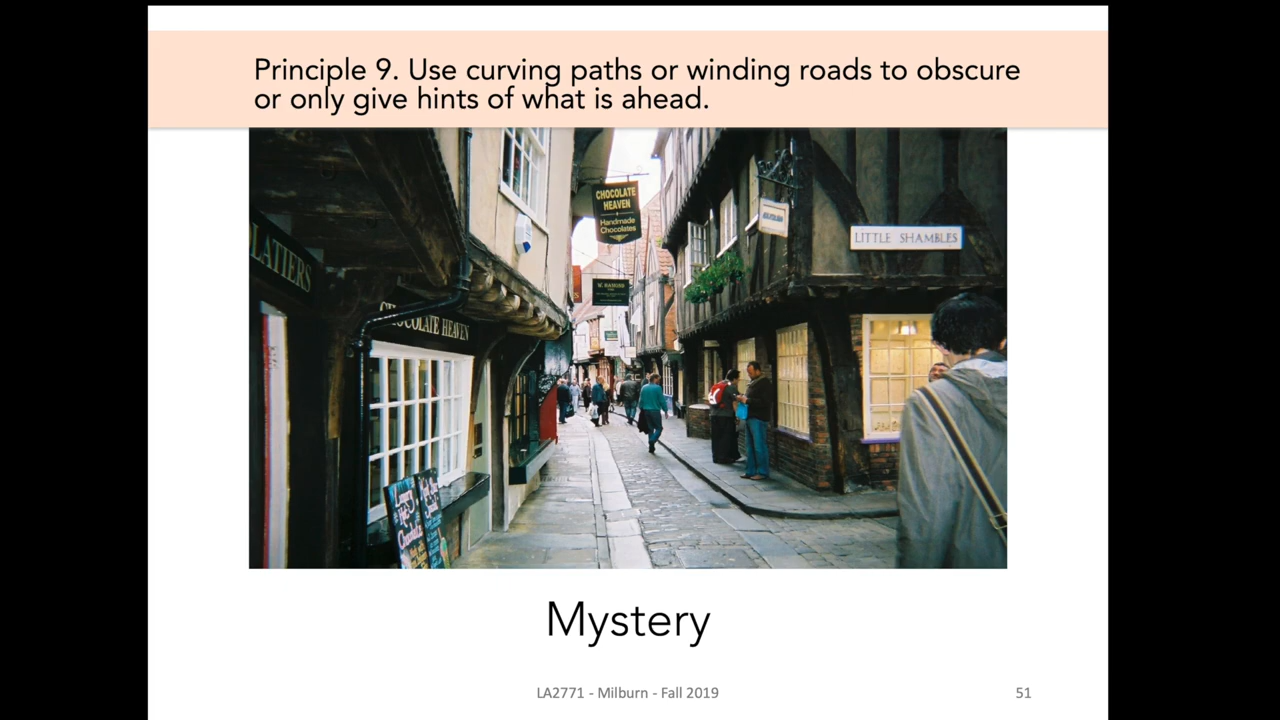 Principle 9. Use curving paths or winding roads to obscure
or only give hints of what is ahead.
CHOCOLATE
HEAVEN
Handmade
Chocolates
LITTLE SHAMBLES
LATIERS
CHOCOLATE HEAVEN
Mystery
LA2771 - Milburn - Fall 2019
51